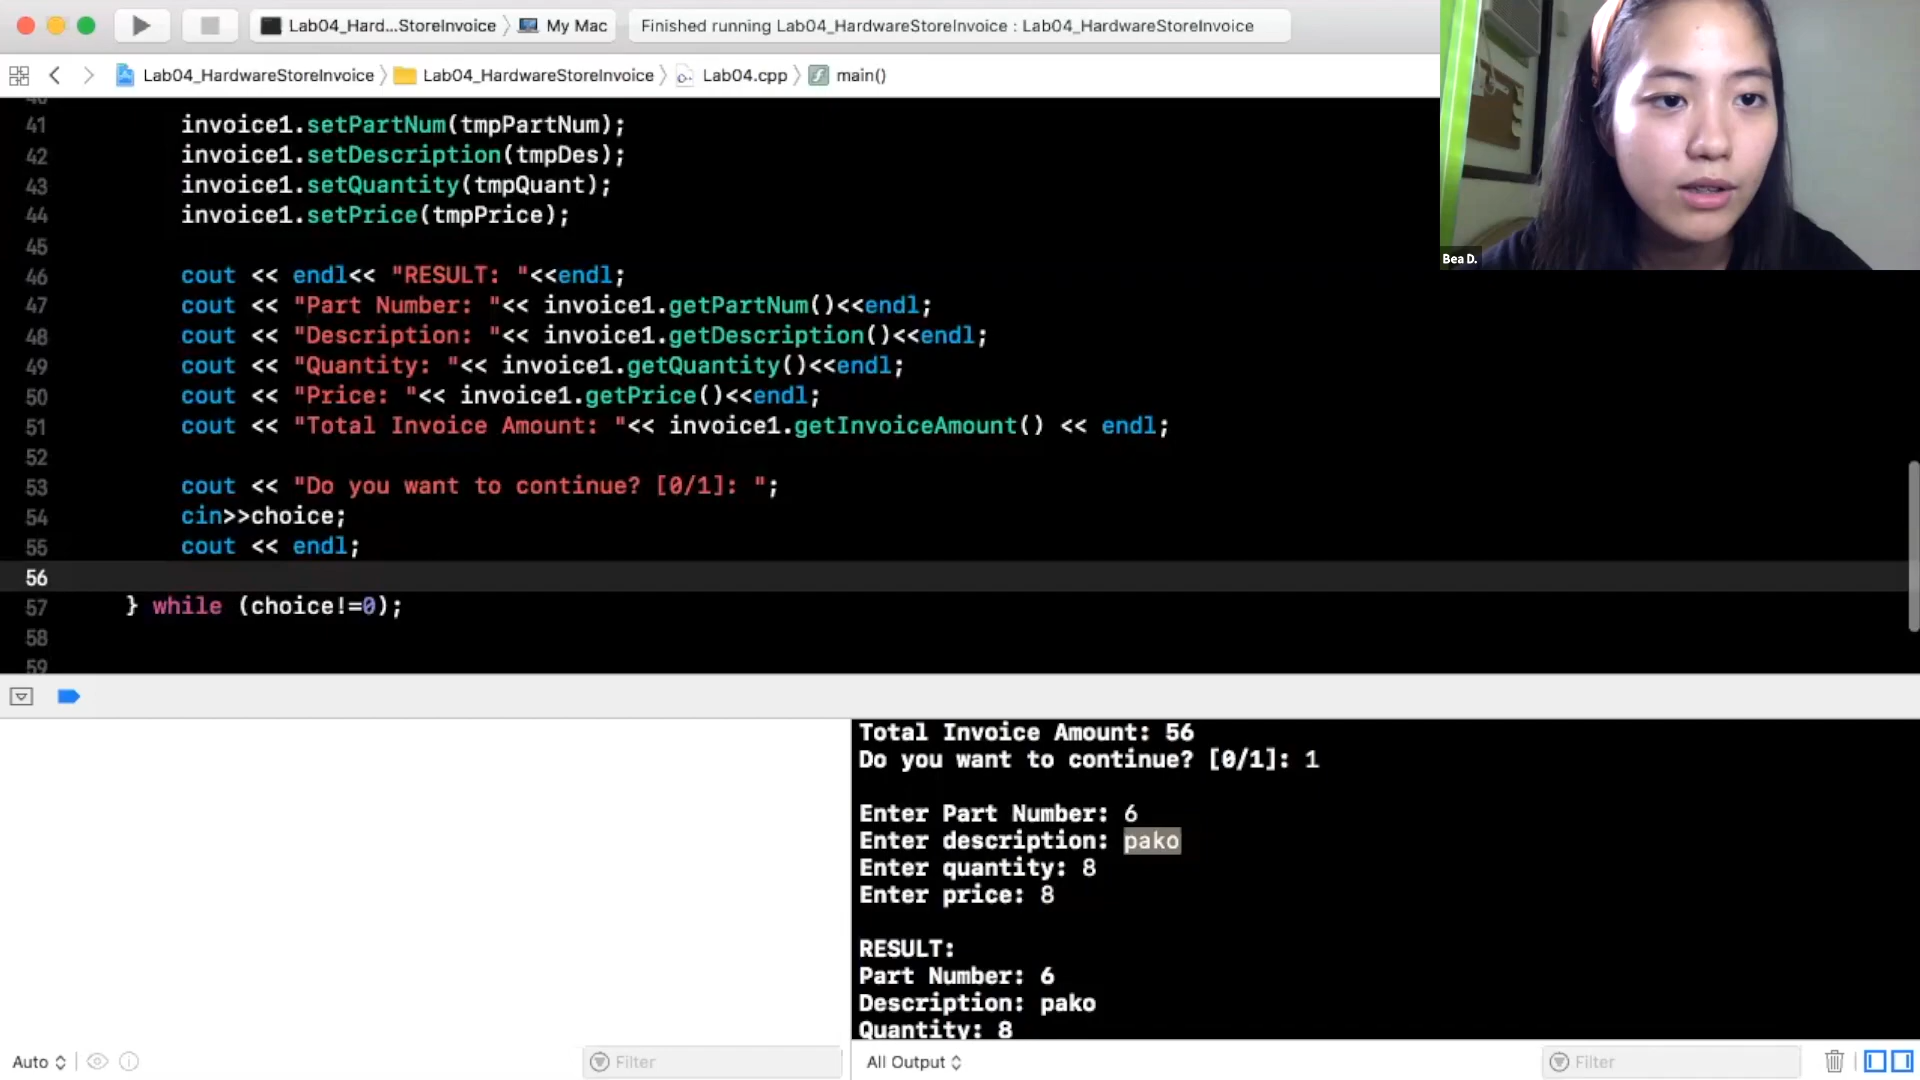 Lab04_Hard...StoreInvoice 〉 My Mac
Finished running Lab04_HardwareStoreInvoice : Lab04_HardwareStoreInvoice
Lab04_HardwareStoreInvoice 〉 Lab04_HardwareStoreInvoice 〉 Lab04.cpp 〉 main()
Bea D.
41 invoice1.setPartNum(tmpPartNum);
42 invoice1.setDescription(tmpDes);
43 invoice1.setQuantity(tmpQuant);
44 invoice1.setPrice(tmpPrice);
45
46 cout << endl<< "RESULT: "<<endl;
47 cout << "Part Number: "<< invoice1.getPartNum()<<endl;
48 cout << "Description: "<< invoice1.getDescription()<<endl;
49 cout << "Quantity: "<< invoice1.getQuantity()<<endl;
50 cout << "Price: "<< invoice1.getPrice()<<endl;
51 cout << "Total Invoice Amount: "<< invoice1.getInvoiceAmount() << endl;
52
53 cout << "Do you want to continue? [0/1]: ";
54 cin>>choice;
55 cout << endl;
56
57 } while (choice!=0);
58
59
Total Invoice Amount: 56
Do you want to continue? [0/1]: 1
Enter Part Number: 6
Enter description: pako
Enter quantity: 8
Enter price: 8
RESULT:
Part Number: 6
Description: pako
Quantity: 8
Auto
Filter
All Output
Filter